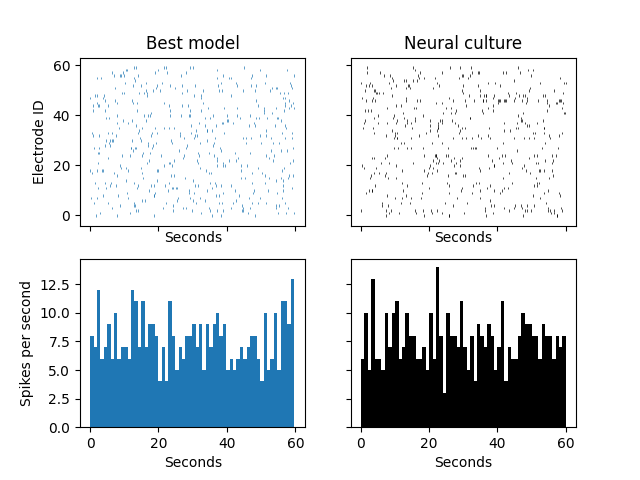 Best model
Neural culture
60
40
20
0
Electrode ID
Seconds
Seconds
12.5
10.0
7.5
5.0
2.5
0.0
Spikes per second
0 20 40 60
0 20 40 60
Seconds
Seconds